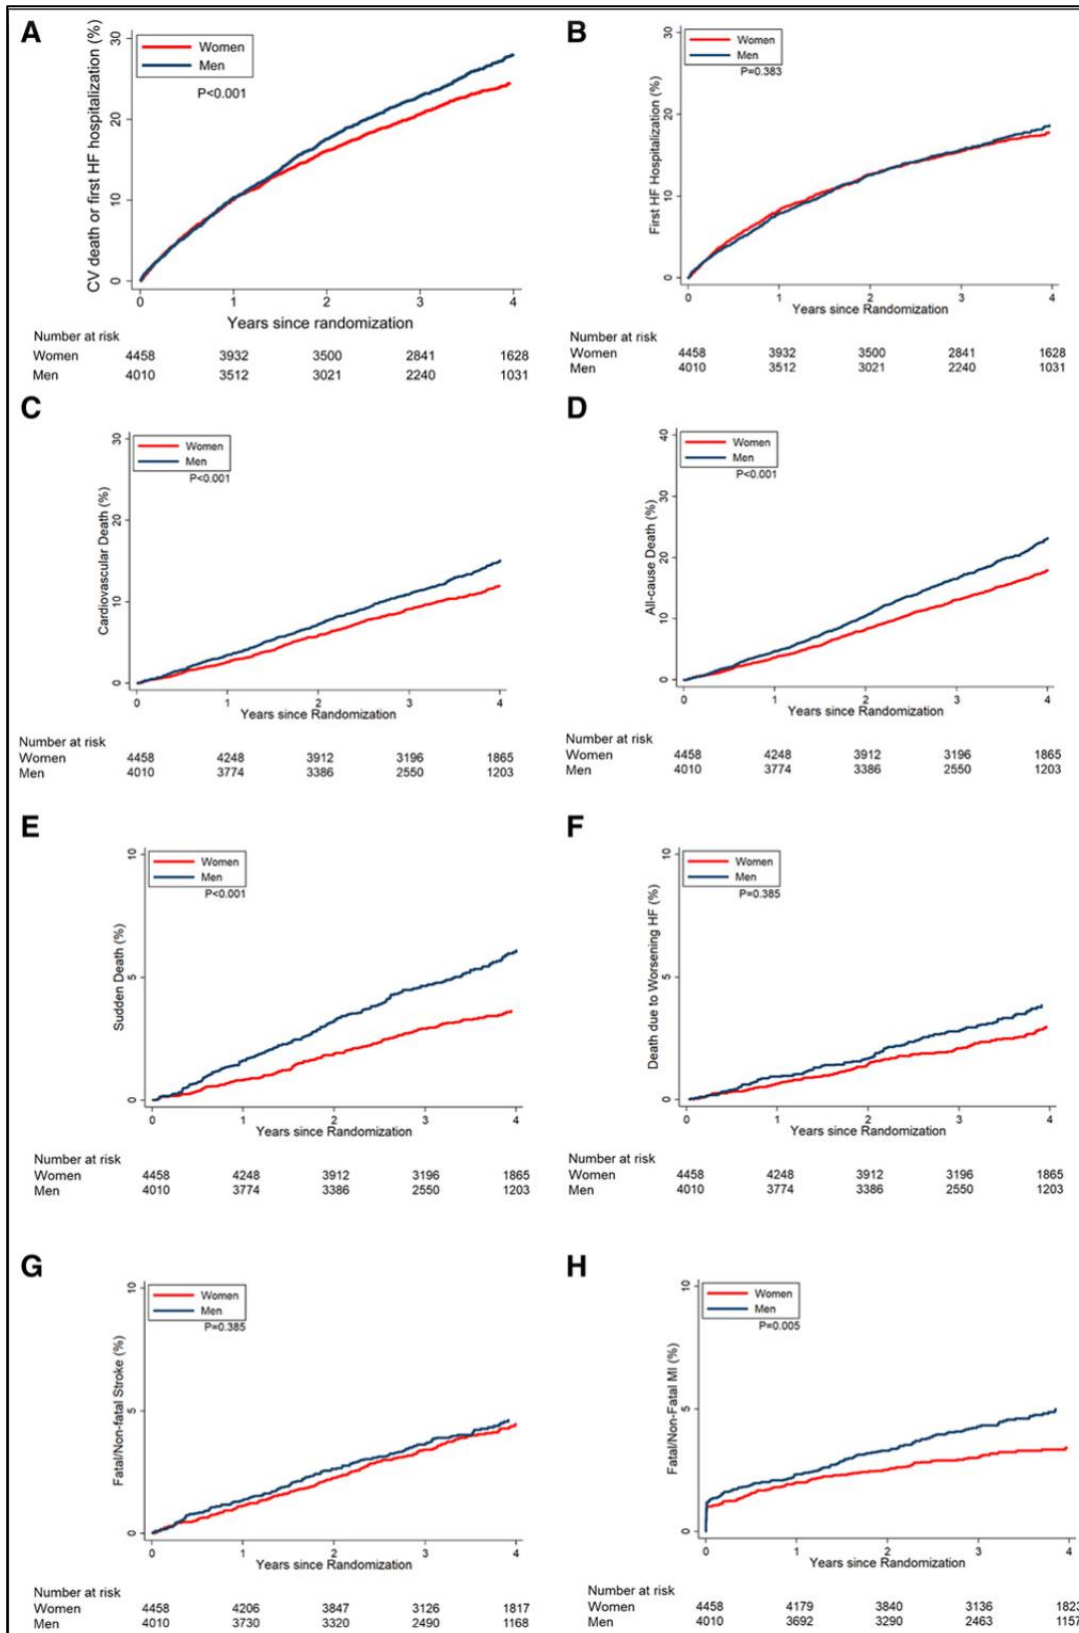 A
CV death or first HF hospitalization (%)
30
20
10
0
Women
Men
P<0.001
0 1 2 3 4
Years since randomization
Number at risk
Women 4458 3932 3500 2841 1628
Men 4010 3512 3021 2240 1031
B
First HF Hospitalization (%)
30
20
10
0
Women
Men
P=0.383
0 1 2 3 4
Years since Randomization
Number at risk
Women 4458 3932 3500 2841 1628
Men 4010 3512 3021 2240 1031
C
Cardiovascular Death (%)
30
20
10
0
Women
Men
P<0.001
0 1 2 3 4
Years since Randomization
Number at risk
Women 4458 4248 3912 3196 1865
Men 4010 3774 3386 2550 1203
D
All-cause Death (%)
40
30
20
10
0
Women
Men
P<0.001
0 1 2 3 4
Years since Randomization
Number at risk
Women 4458 4248 3912 3196 1865
Men 4010 3774 3386 2550 1203
E
Sudden Death (%)
10
5
0
Women
Men
P<0.001
0 1 2 3 4
Years since Randomization
Number at risk
Women 4458 4248 3912 3196 1865
Men 4010 3774 3386 2550 1203
F
Death due to Worsening HF (%)
10
5
0
Women
Men
P=0.385
0 1 2 3 4
Years since Randomization
Number at risk
Women 4458 4248 3912 3196 1865
Men 4010 3774 3386 2550 1203
G
Fatal/Non-fatal Stroke (%)
10
5
0
Women
Men
P=0.385
0 1 2 3 4
Years since Randomization
Number at risk
Women 4458 4206 3847 3126 1817
Men 4010 3730 3320 2490 1168
H
Fatal/Non-Fatal MI (%)
10
5
0
Women
Men
P=0.005
0 1 2 3 4
Years since Randomization
Number at risk
Women 4458 4179 3840 3136 1823
Men 4010 3692 3290 2463 1157